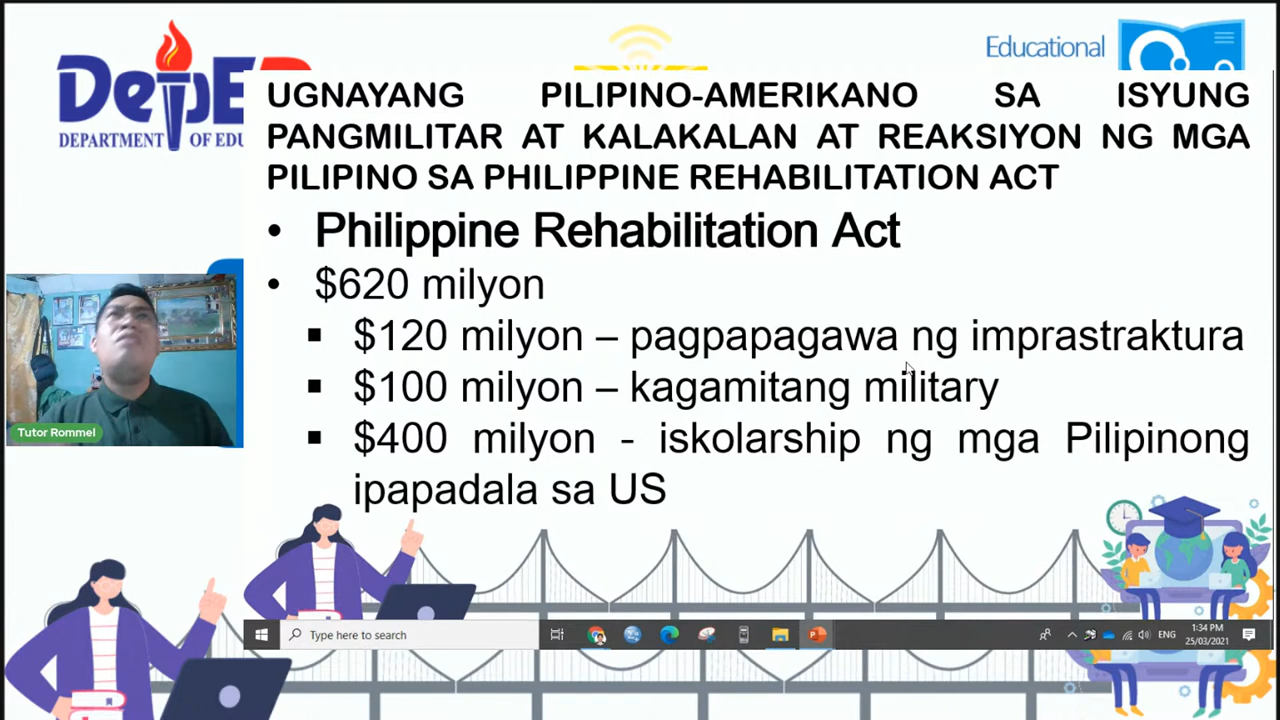 DepED
DEPARTMENT OF EDU
Educational
UGNAYANG PILIPINO-AMERIKANO SA ISYUNG
PANGMILITAR AT KALAKALAN AT REAKSIYON NG MGA
PILIPINO SA PHILIPPINE REHABILITATION ACT
• Philippine Rehabilitation Act
• $620 milyon
▪ $120 milyon – pagpapagawa ng imprastraktura
▪ $100 milyon – kagamitang military
▪ $400 milyon - iskolarship ng mga Pilipinong
ipapadala sa US
Tutor Rommel
Type here to search
ENG
1:34 PM
25/03/2021